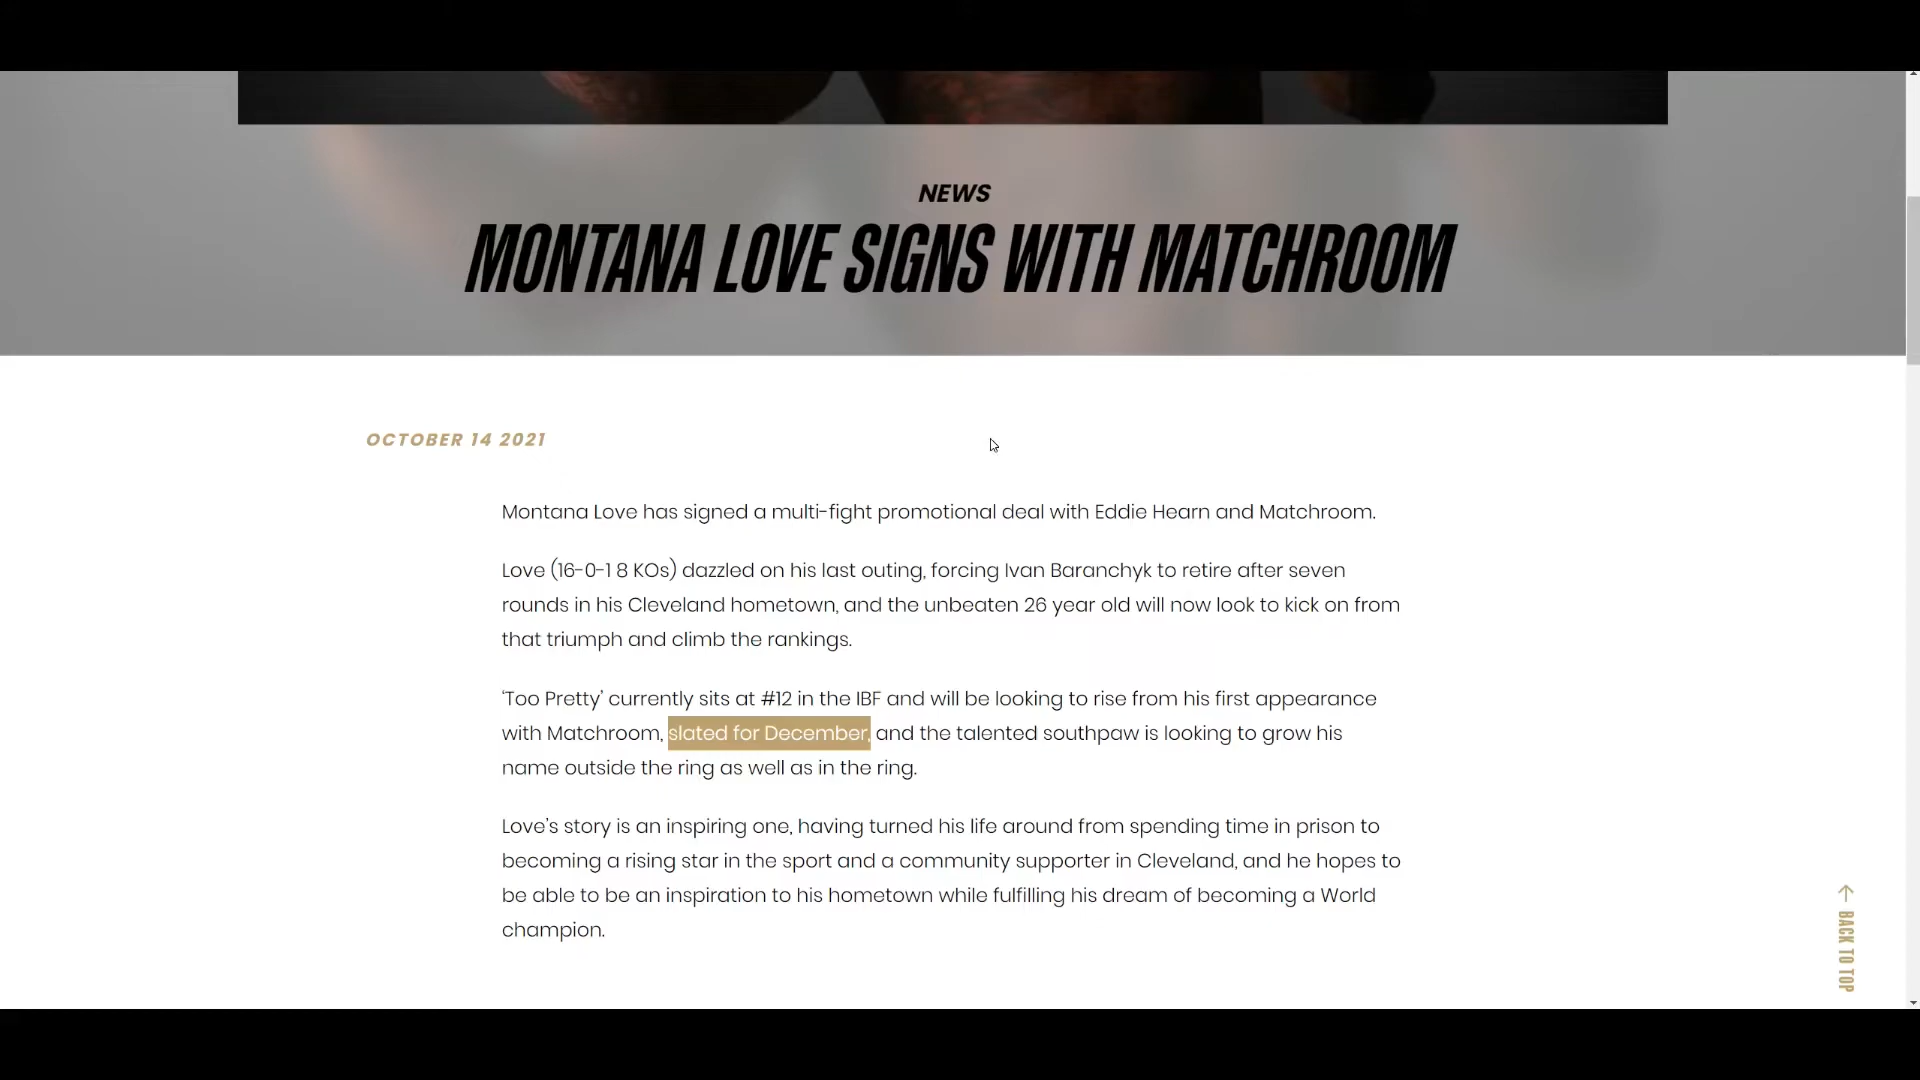 NEWS
MONTANA LOVE SIGNS WITH MATCHROOM
OCTOBER 14 2021
Montana Love has signed a multi-fight promotional deal with Eddie Hearn and Matchroom.
Love (16-0-1 8 KOs) dazzled on his last outing, forcing Ivan Baranchyk to retire after seven
rounds in his Cleveland hometown, and the unbeaten 26 year old will now look to kick on from
that triumph and climb the rankings.
‘Too Pretty’ currently sits at #12 in the IBF and will be looking to rise from his first appearance
with Matchroom, slated for December, and the talented southpaw is looking to grow his
name outside the ring as well as in the ring.
Love’s story is an inspiring one, having turned his life around from spending time in prison to
becoming a rising star in the sport and a community supporter in Cleveland, and he hopes to
be able to be an inspiration to his hometown while fulfilling his dream of becoming a World
champion.
BACK TO TOP